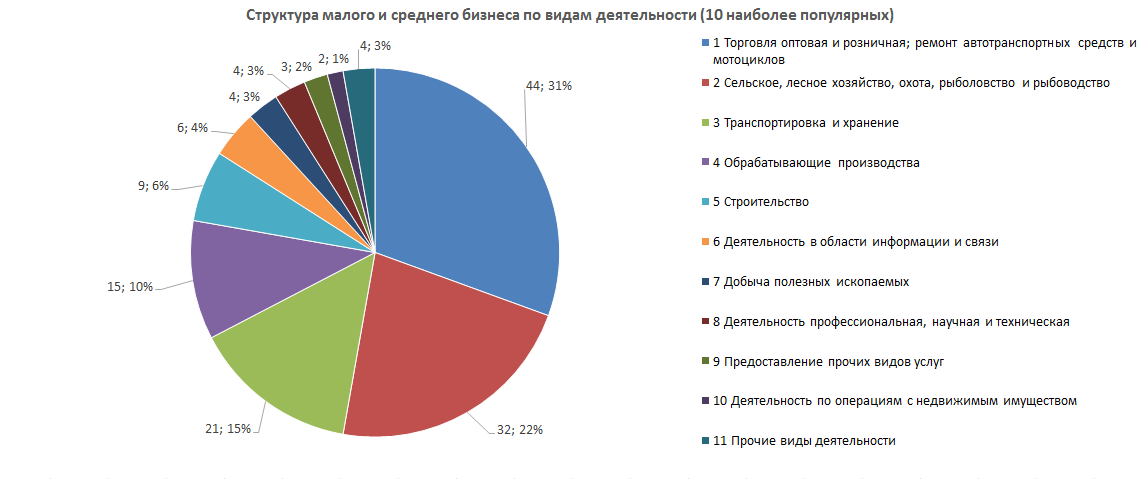 Структура малого и среднего бизнеса по видам деятельности (10 наиболее популярных)
4; 3%
2; 1%
3; 2%
4; 3%
4; 3%
6; 4%
9; 6%
15; 10%
21; 15%
32; 22%
44; 31%
1 Торговля оптовая и розничная; ремонт автотранспортных средств и
мотоциклов
2 Сельское, лесное хозяйство, охота, рыболовство и рыбоводство
3 Транспортировка и хранение
4 Обрабатывающие производства
5 Строительство
6 Деятельность в области информации и связи
7 Добыча полезных ископаемых
8 Деятельность профессиональная, научная и техническая
9 Предоставление прочих видов услуг
10 Деятельность по операциям с недвижимым имуществом
11 Прочие виды деятельности